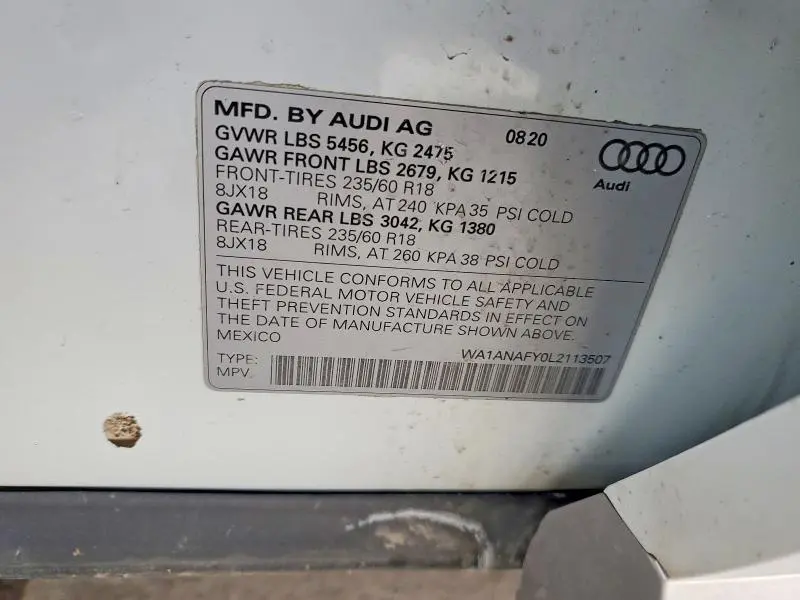 MFD. BY AUDI AG 0820
GVWR LBS 5456, KG 2475
GAWR FRONT LBS 2679, KG 1215
FRONT-TIRES 235/60 R18
8JX18 RIMS, AT 240 KPA 35 PSI COLD
GAWR REAR LBS 3042, KG 1380
REAR-TIRES 235/60 R18
8JX18 RIMS, AT 260 KPA 38 PSI COLD
Audi
THIS VEHICLE CONFORMS TO ALL APPLICABLE
U.S. FEDERAL MOTOR VEHICLE SAFETY AND
THEFT PREVENTION STANDARDS IN EFFECT ON
THE DATE OF MANUFACTURE SHOWN ABOVE.
MEXICO
WA1ANAFY0L2113507
TYPE:
MPV